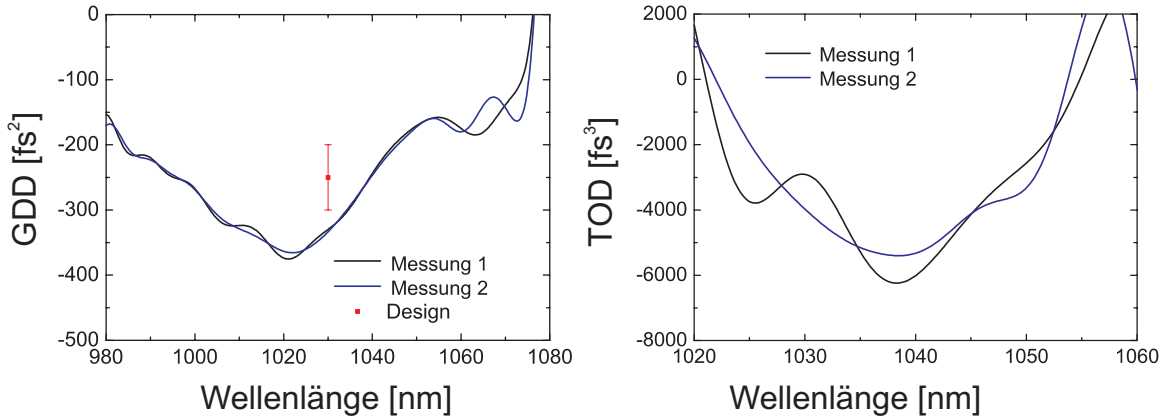 0
-100
-200
-300
-400
-500
GDD [fs²]
Messung 1
Messung 2
Design
980 1000 1020 1040 1060 1080
Wellenlänge [nm]
2000
0
-2000
-4000
-6000
-8000
TOD [fs³]
Messung 1
Messung 2
1020 1030 1040 1050 1060
Wellenlänge [nm]